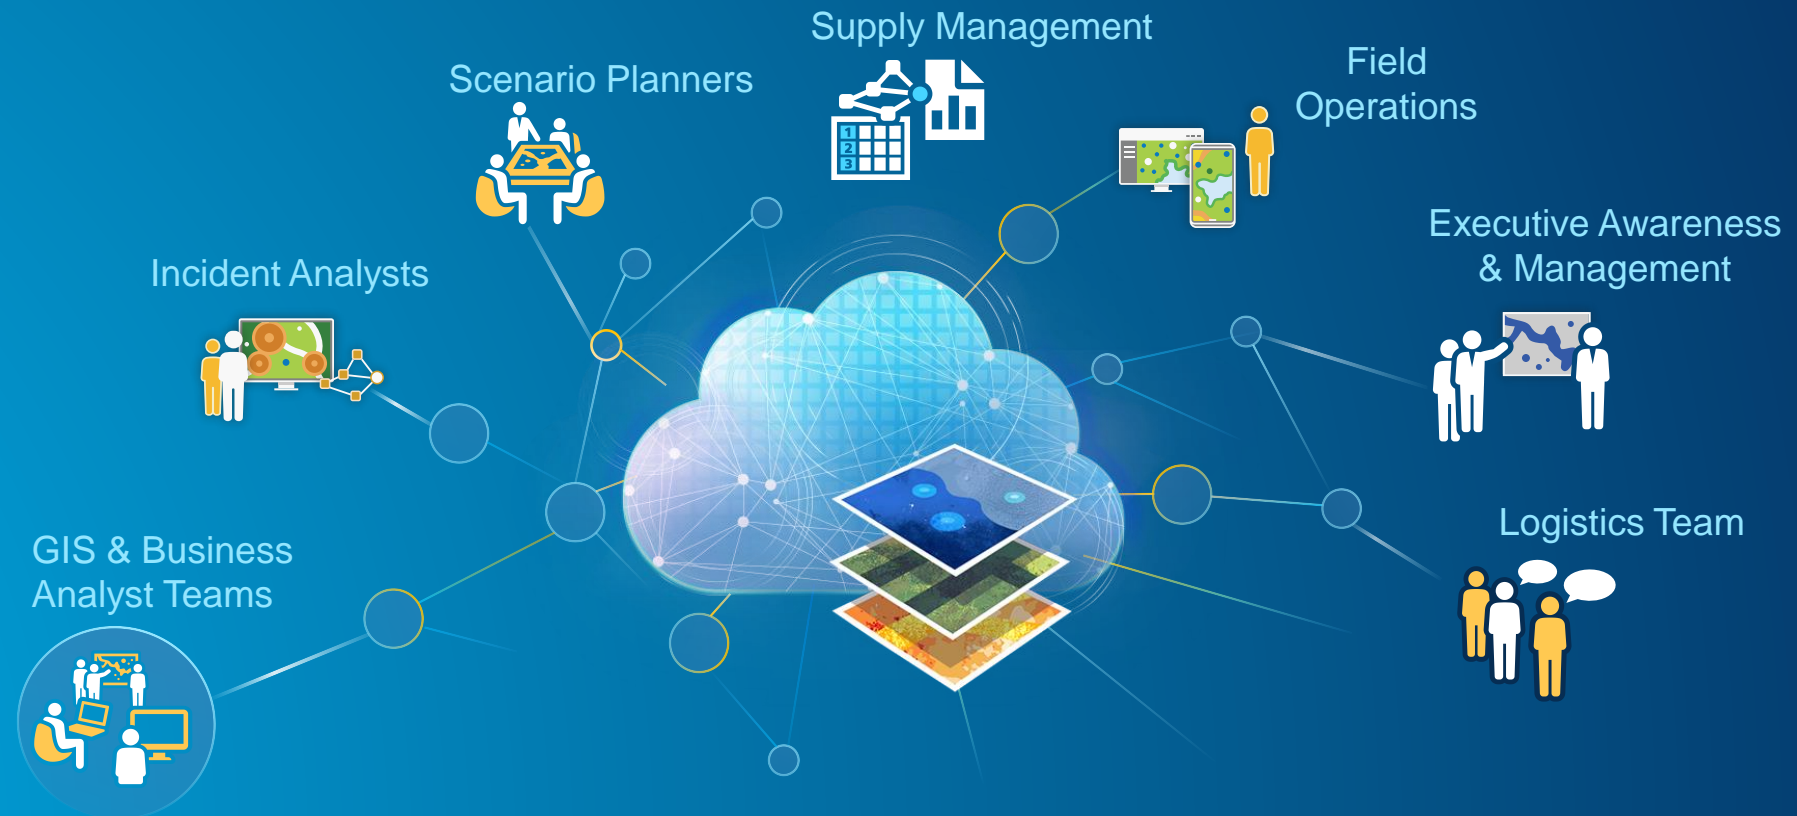 Supply Management
Scenario Planners
Field
Operations
Incident Analysts
Executive Awareness
& Management
GIS & Business
Analyst Teams
Logistics Team
1
2
3